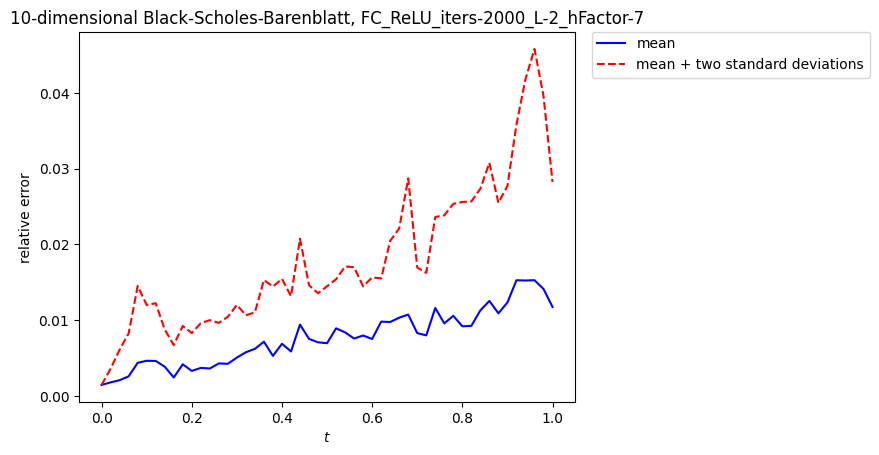 10-dimensional Black-Scholes-Barenblatt, FC_ReLU_iters-2000_L-2_hFactor-7
mean
mean + two standard deviations
relative error
0.04
0.03
0.02
0.01
0.00
0.0 0.2 0.4 0.6 0.8 1.0
t